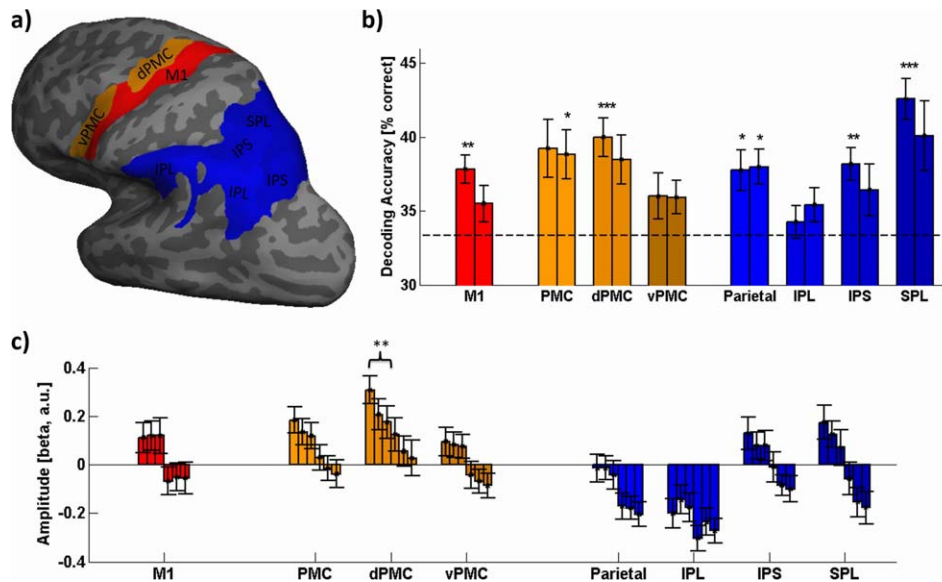 a)
dPMC
M1
vPMC
SPL
IPS
IPL
IPL
IPS
b)
Decoding Accuracy [% correct]
45
40
35
30
**
*
***
*
*
**
***
M1
PMC
dPMC
vPMC
Parietal
IPL
IPS
SPL
c)
Amplitude [beta, a.u.]
0.4
0.2
0
-0.2
-0.4
**
M1
PMC
dPMC
vPMC
Parietal
IPL
IPS
SPL